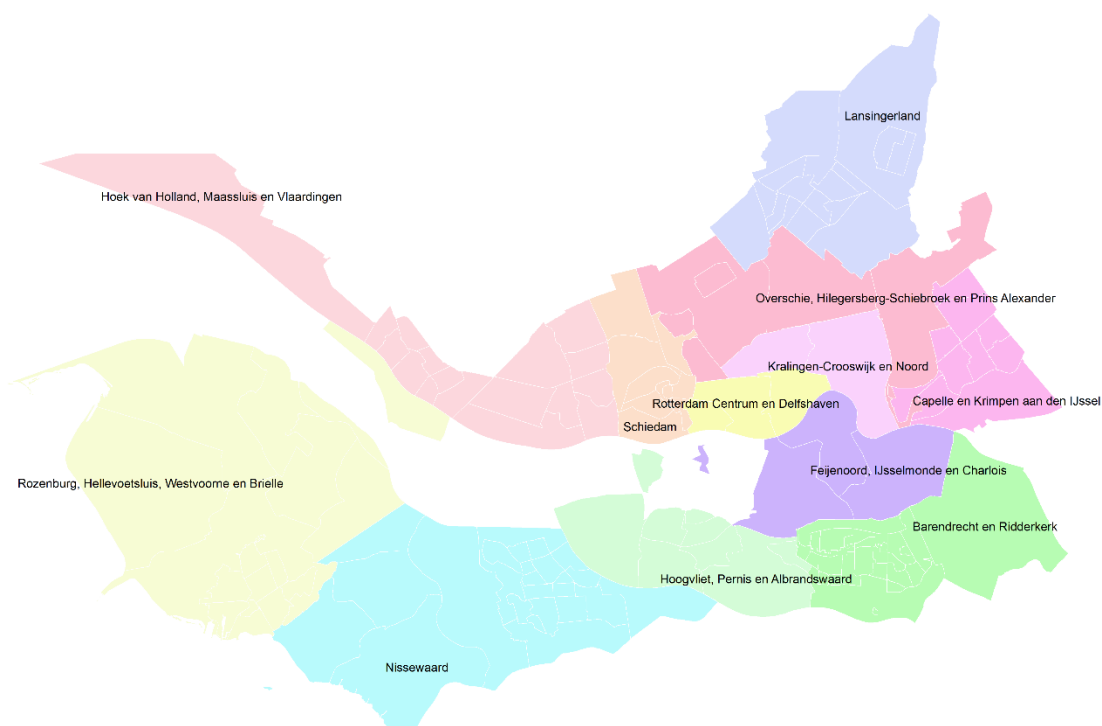 Lansingerland
Hoek van Holland, Maassluis en Vlaardingen
Overschie, Hilegersberg-Schiebroek en Prins Alexander
Kralingen-Crooswijk en Noord
Rotterdam Centrum en Delfshaven
Capelle en Krimpen aan den IJssel
Schiedam
Feijenoord, IJsselmonde en Charlois
Rozenburg, Hellevoetsluis, Westvoorne en Brielle
Barendrecht en Ridderkerk
Hoogvliet, Pernis en Albrandswaard
Nissewaard